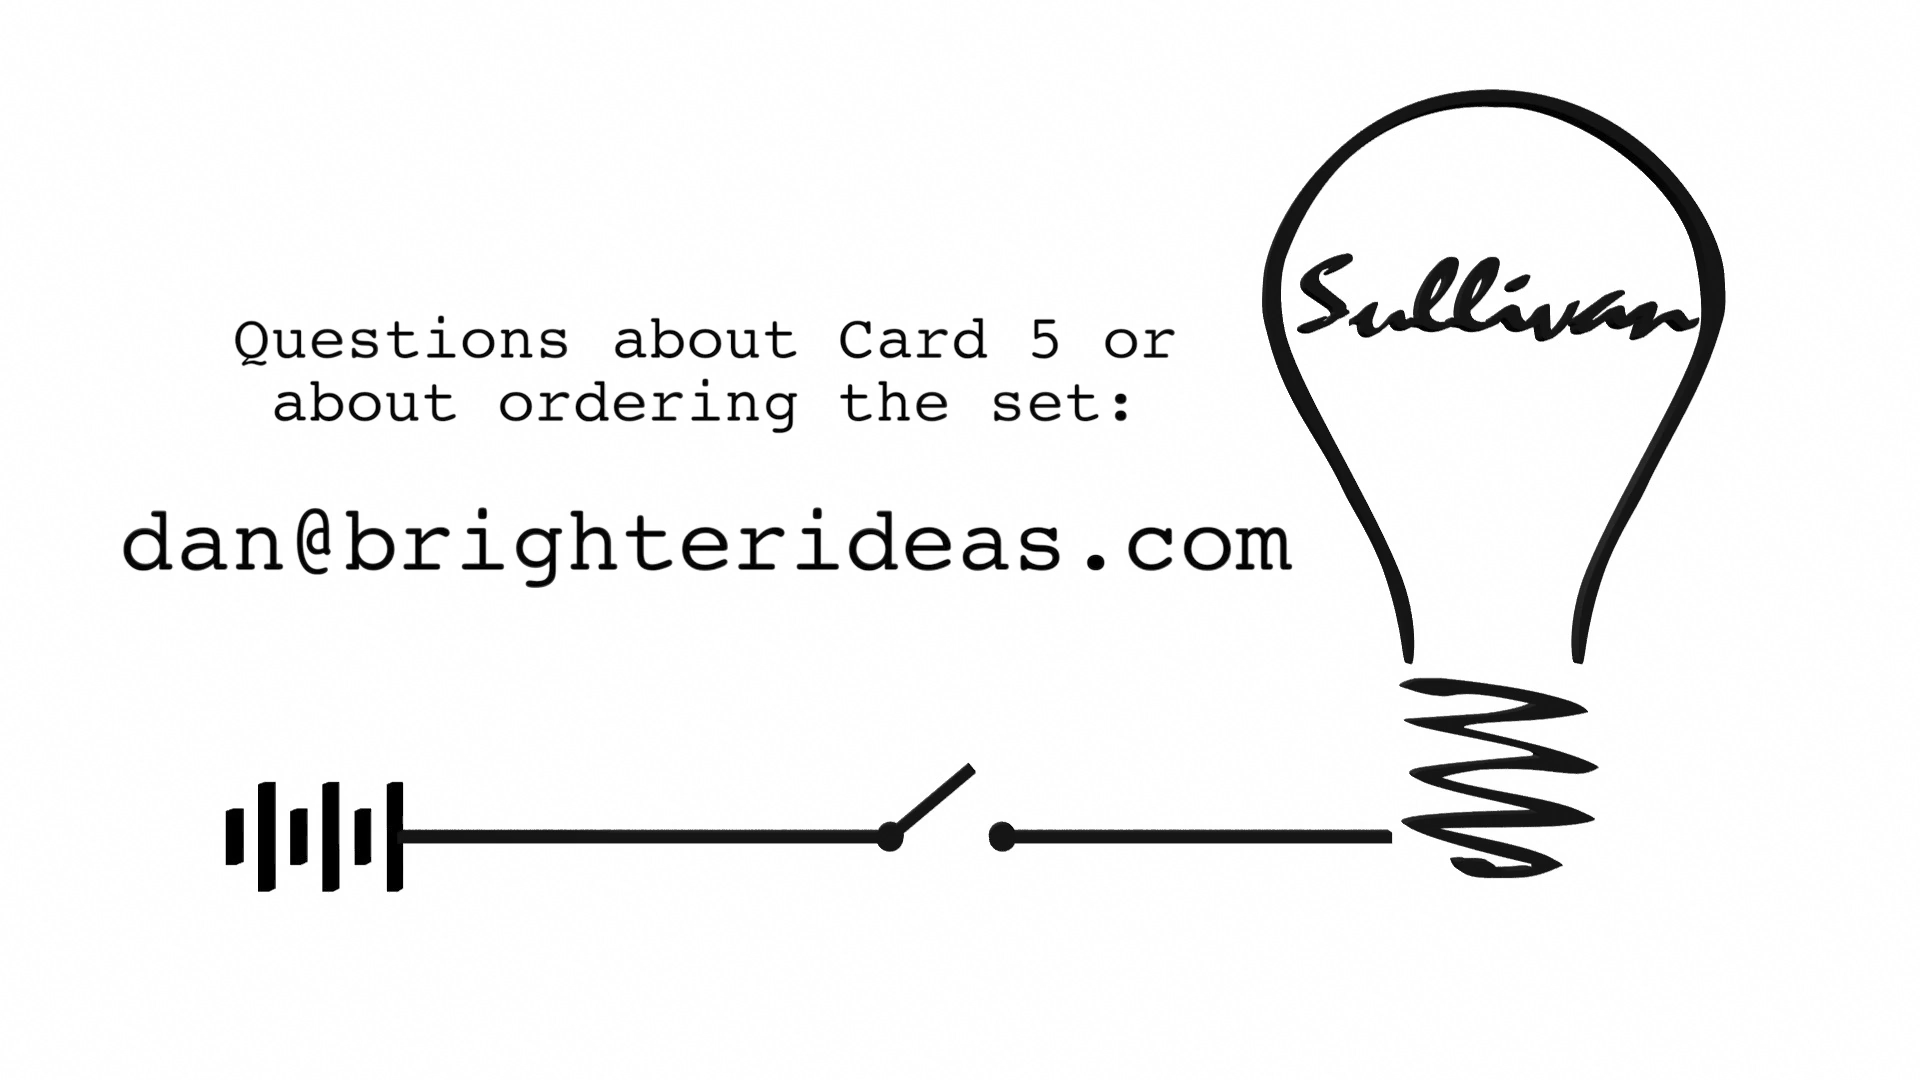 Sullivan
Questions about Card 5 or
about ordering the set:
dan@brighterideas.com